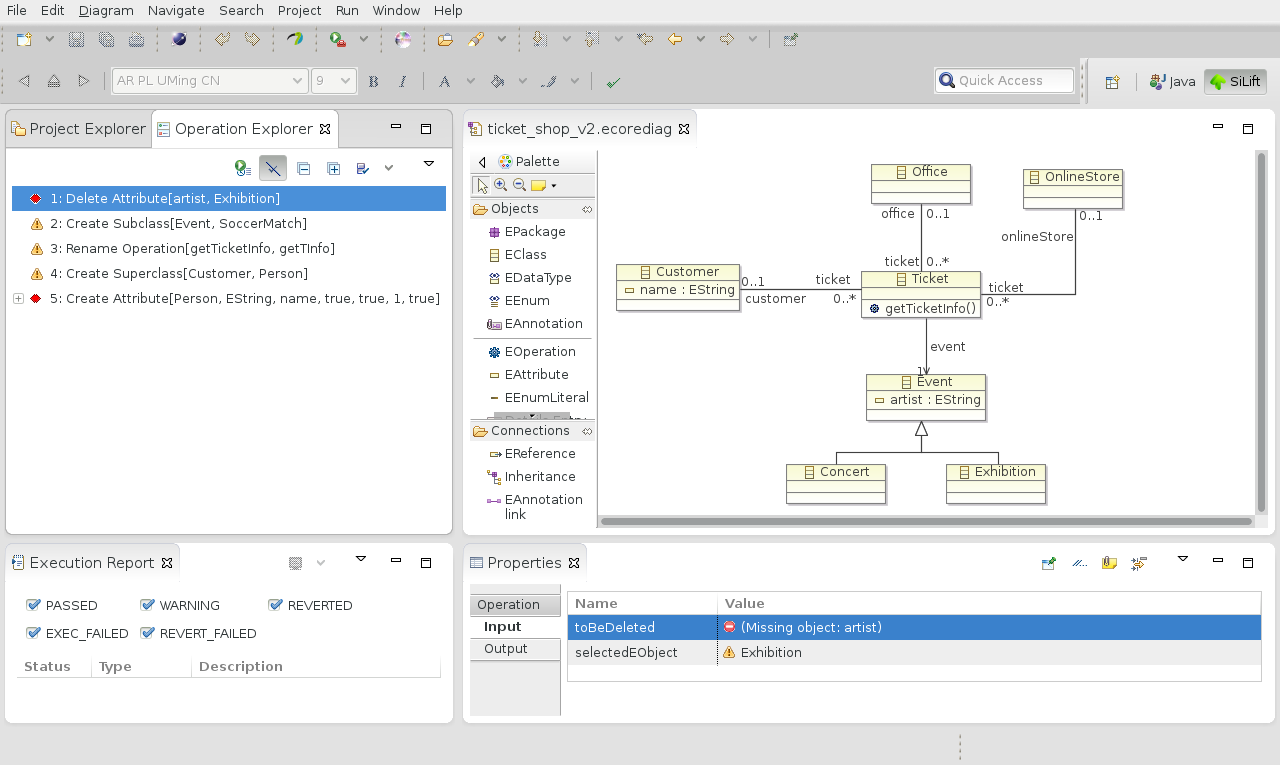 File Edit Diagram Navigate Search Project Run Window Help
AR PL UMing CN 9 B I A Quick Access Java SiLift
Project Explorer Operation Explorer
1: Delete Attribute[artist, Exhibition]
2: Create Subclass[Event, SoccerMatch]
3: Rename Operation[getTicketInfo, getTInfo]
4: Create Superclass[Customer, Person]
5: Create Attribute[Person, EString, name, true, true, 1, true]
ticket_shop_v2.ecorediag
Palette
Objects
EPackage
EClass
EDataType
EEnum
EAnnotation
EOperation
EAttribute
EEnumLiteral
Connections
EReference
Inheritance
EAnnotation
link
Office
OnlineStore
office 0..1
0..1
onlineStore
ticket 0..*
Customer
name : EString
0..1
customer
ticket
0..*
Ticket
getTicketInfo()
ticket
0..*
event
1
Event
artist : EString
Concert
Exhibition
Execution Report
PASSED WARNING REVERTED
EXEC_FAILED REVERT_FAILED
Status Type Description
Properties
Operation
Input
Output
Name Value
toBeDeleted (Missing object: artist)
selectedEObject Exhibition